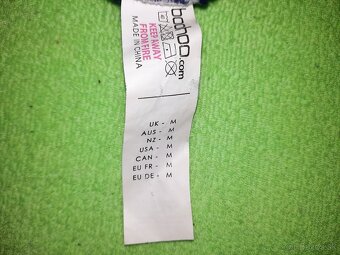 boohoo.com
KEEP AWAY
FROM FIRE
MADE IN CHINA
UK - M
AUS - M
NZ - M
USA - M
CAN - M
EU FR - M
EU DE - M